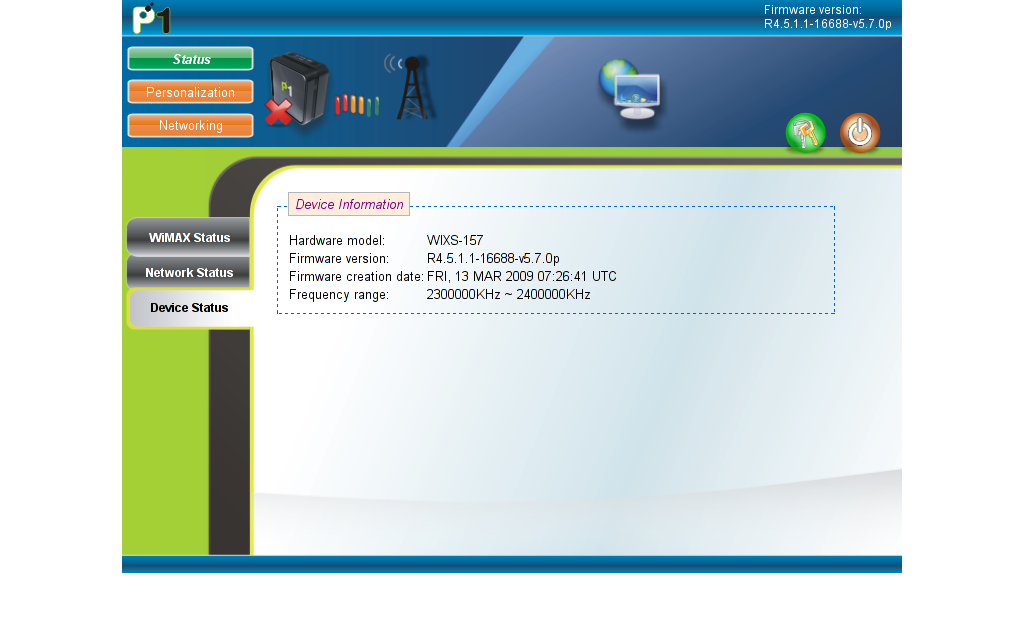 P1
Firmware version:
R4.5.1.1-16688-v5.7.0p
Status
Personalization
Networking
P1
WiMAX Status
Network Status
Device Status
Device Information
Hardware model: WIXS-157
Firmware version: R4.5.1.1-16688-v5.7.0p
Firmware creation date: FRI, 13 MAR 2009 07:26:41 UTC
Frequency range: 2300000KHz ~ 2400000KHz